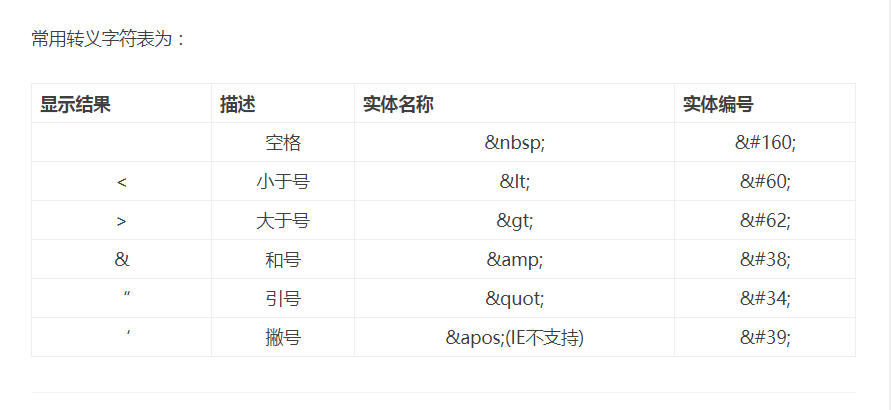 常用转义字符表为：
显示结果 描述 实体名称 实体编号
空格 &nbsp; &#160;
< 小于号 &lt; &#60;
> 大于号 &gt; &#62;
& 和号 &amp; &#38;
“ 引号 &quot; &#34;
‘ 撇号 &apos;(IE不支持) &#39;